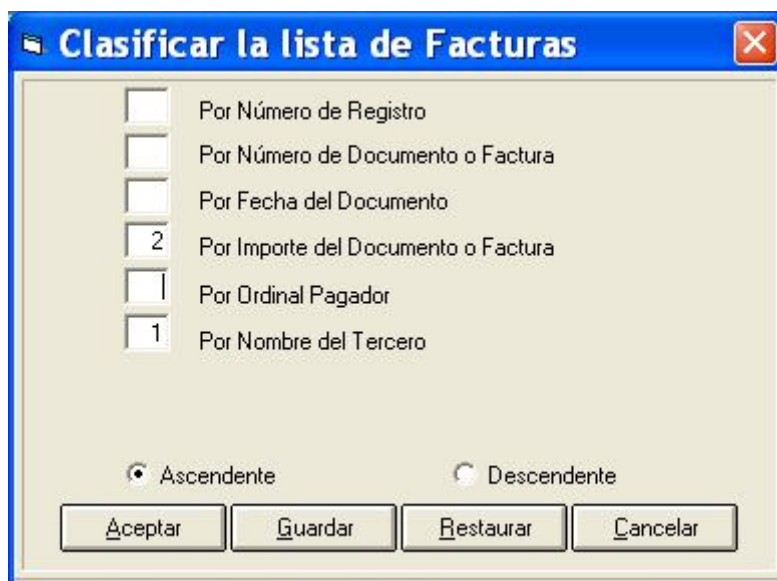 Clasificar la lista de Facturas
Por Número de Registro
Por Número de Documento o Factura
Por Fecha del Documento
2 Por Importe del Documento o Factura
Por Ordinal Pagador
1 Por Nombre del Tercero
Ascendente Descendente
Aceptar Guardar Restaurar Cancelar